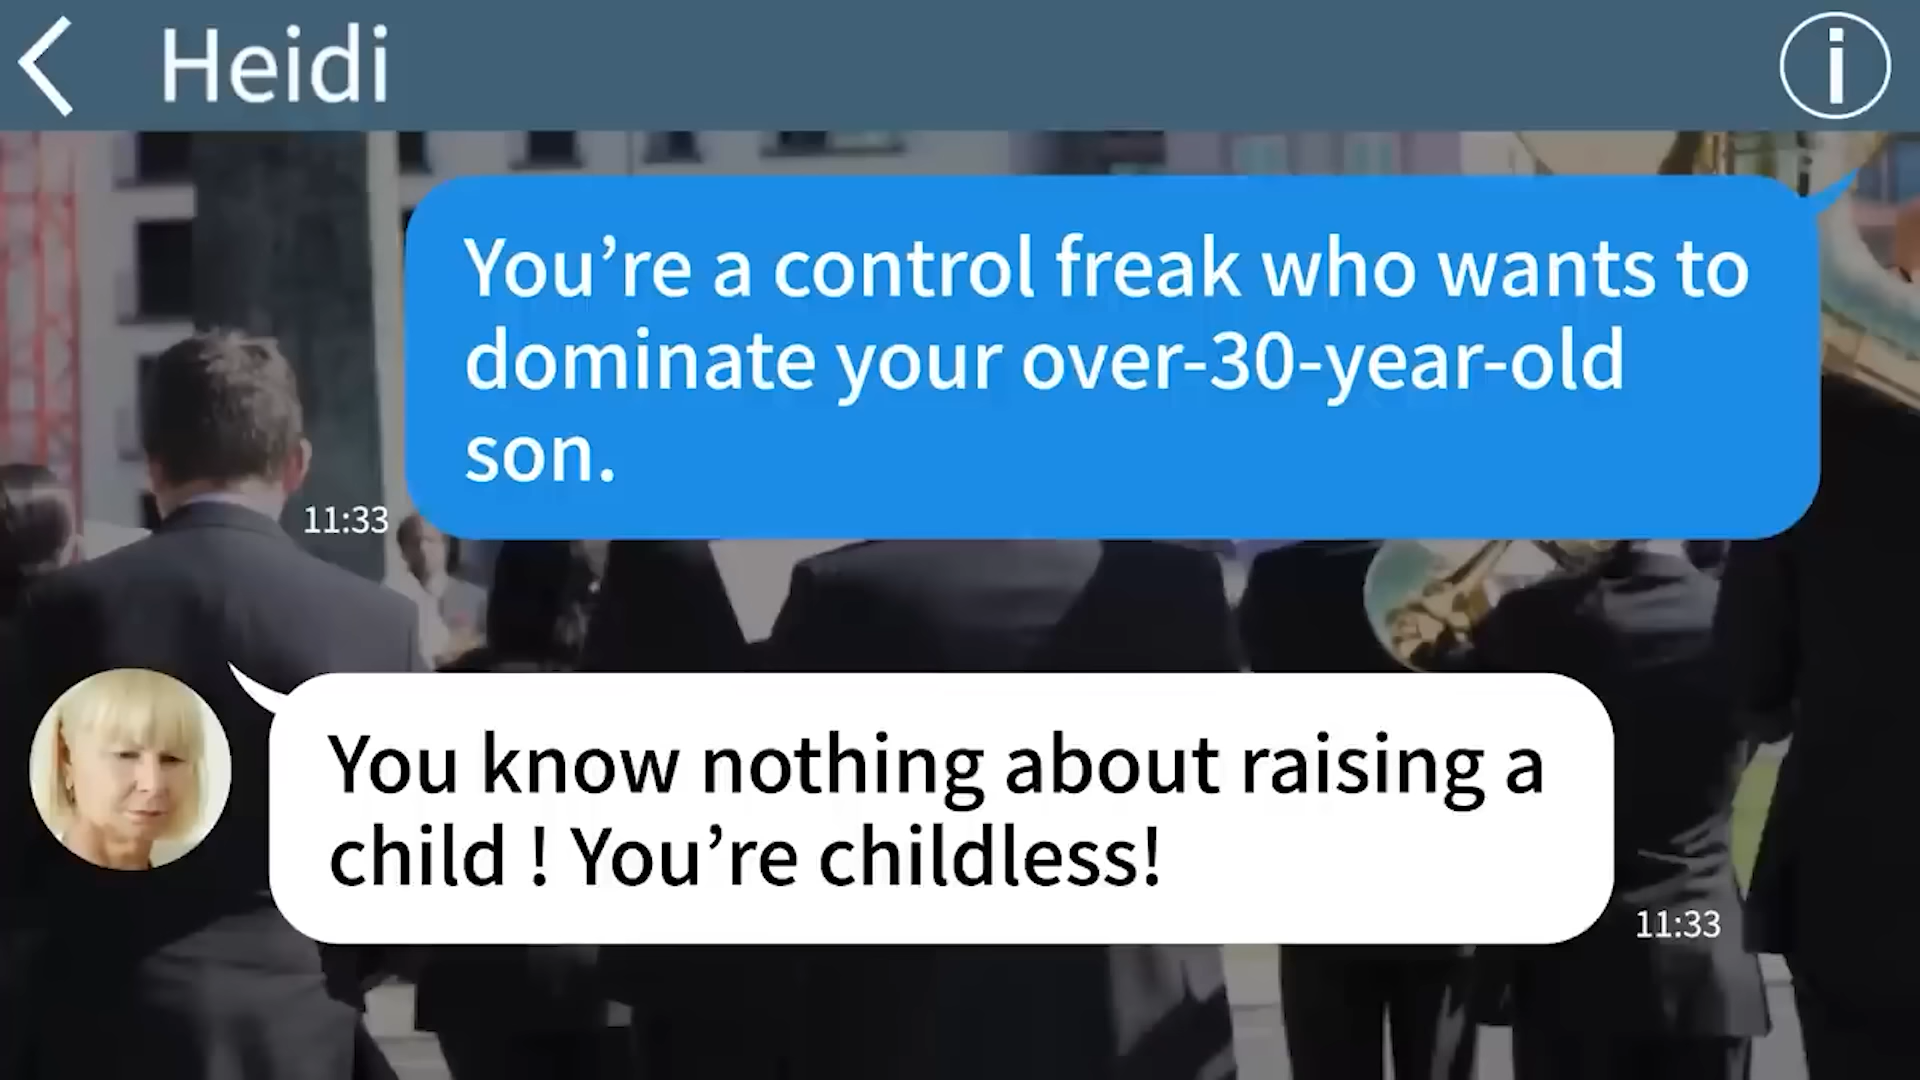 Heidi
You’re a control freak who wants to
dominate your over-30-year-old
son.
11:33
You know nothing about raising a
child ! You’re childless!
11:33